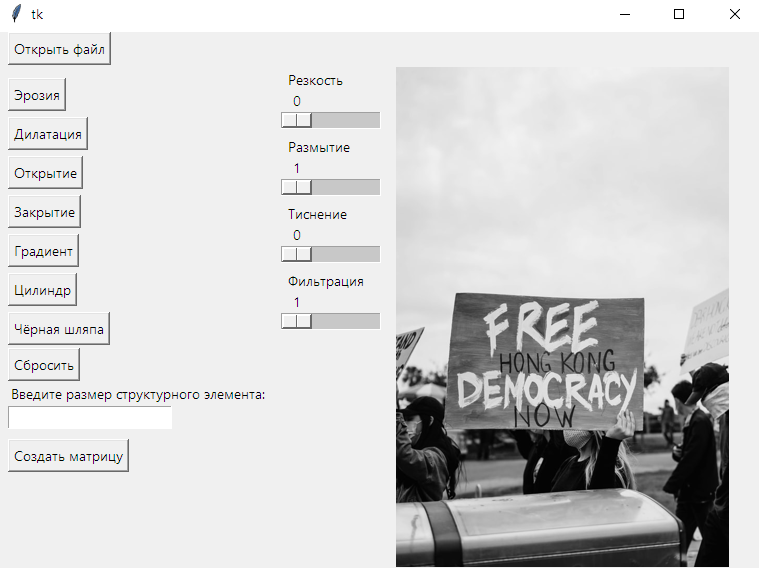 tk
Открыть файл
Эрозия
Дилатация
Открытие
Закрытие
Градиент
Цилиндр
Чёрная шляпа
Сбросить
Введите размер структурного элемента:
Создать матрицу
Резкость
0
Размытие
1
Тиснение
0
Фильтрация
1
FREE
HONG KONG
DEMOCRACY
NOW